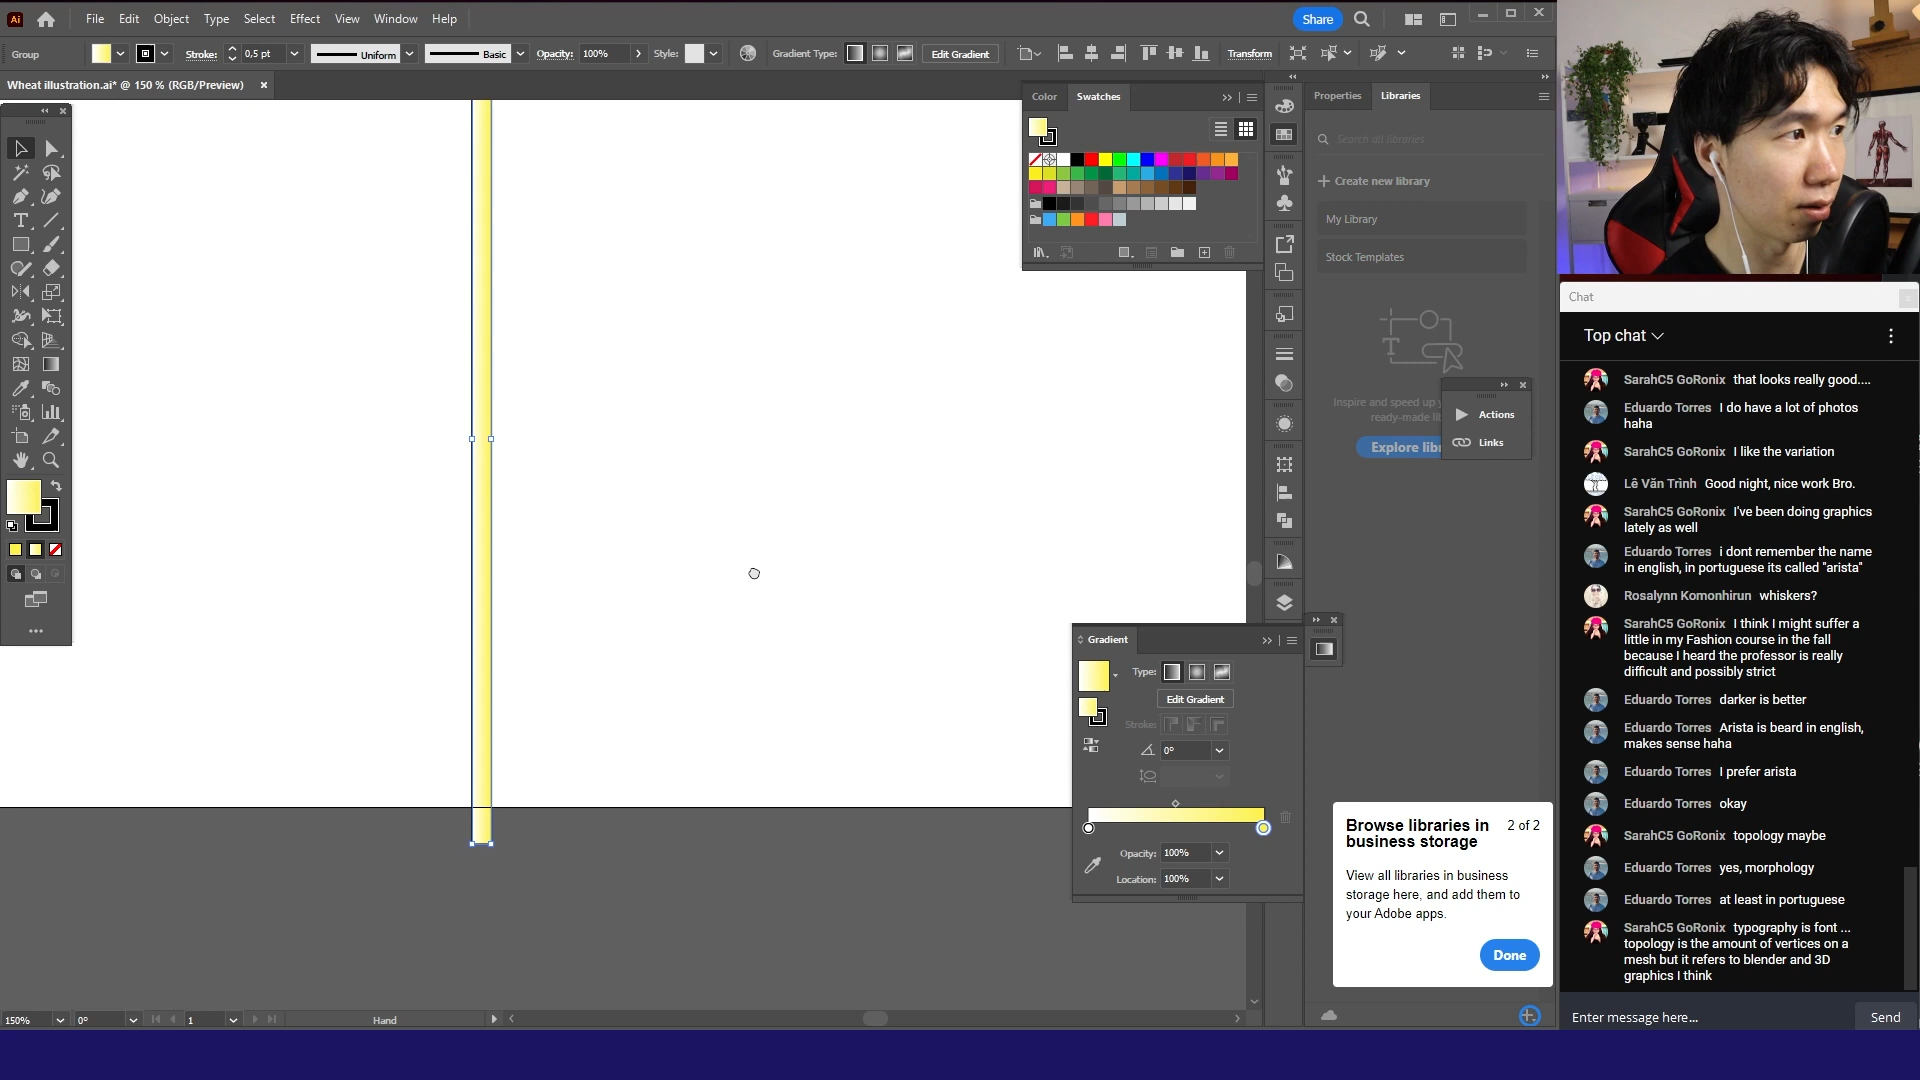 Ai
File Edit Object Type Select Effect View Window Help
Share
Group
Stroke: 0,5 pt
Uniform
Basic
Opacity: 100%
Style:
Gradient Type:
Edit Gradient
Transform
Wheat illustration.ai* @ 150 % (RGB/Preview)
Color Swatches
Properties Libraries
Search all libraries
Create new library
My Library
Stock Templates
Inspire and speed up y
ready-made li
Explore libr
Actions
Links
Gradient
Type:
Edit Gradient
Stroke:
0°
Opacity: 100%
Location: 100%
Browse libraries in
business storage
2 of 2
View all libraries in business
storage here, and add them to
your Adobe apps.
Done
150% 0° 1 Hand
Chat
Top chat
SarahC5 GoRonix that looks really good....
Eduardo Torres I do have a lot of photos
haha
SarahC5 GoRonix I like the variation
Lê Văn Trình Good night, nice work Bro.
SarahC5 GoRonix I've been doing graphics
lately as well
Eduardo Torres i dont remember the name
in english, in portuguese its called "arista"
Rosalynn Komonhirun whiskers?
SarahC5 GoRonix I think I might suffer a
little in my Fashion course in the fall
because I heard the professor is really
difficult and possibly strict
Eduardo Torres darker is better
Eduardo Torres Arista is beard in english,
makes sense haha
Eduardo Torres I prefer arista
Eduardo Torres okay
SarahC5 GoRonix topology maybe
Eduardo Torres yes, morphology
Eduardo Torres at least in portuguese
SarahC5 GoRonix typography is font ...
topology is the amount of vertices on a
mesh but it refers to blender and 3D
graphics I think
Enter message here...
Send